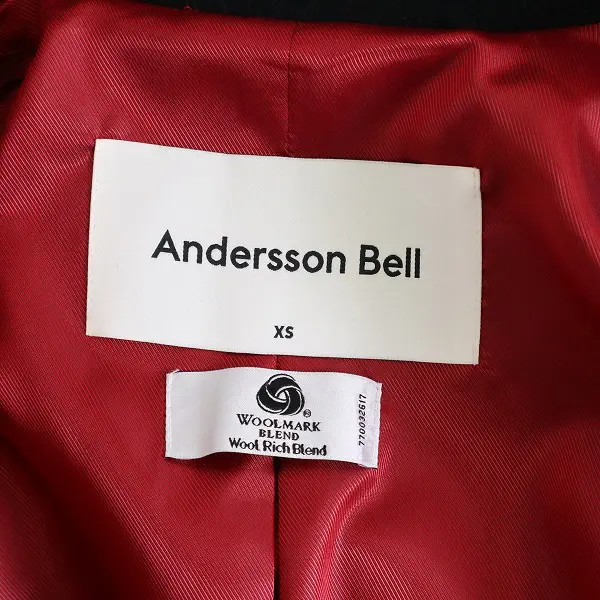 Andersson Bell
XS
WOOLMARK
BLEND
Wool Rich Blend
770032617